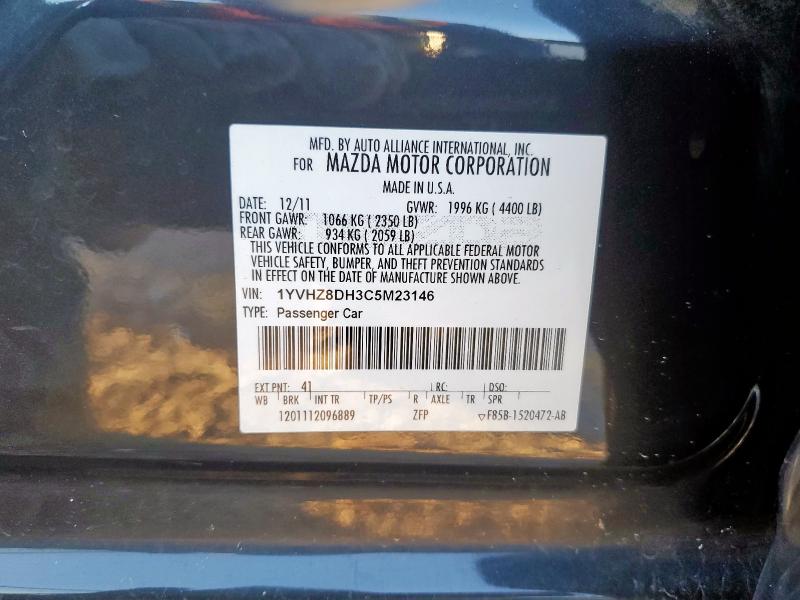 MFD. BY AUTO ALLIANCE INTERNATIONAL, INC.
FOR MAZDA MOTOR CORPORATION
MADE IN U.S.A.
DATE: 12/11 GVWR: 1996 KG ( 4400 LB)
FRONT GAWR: 1066 KG ( 2350 LB)
REAR GAWR: 934 KG ( 2059 LB)
THIS VEHICLE CONFORMS TO ALL APPLICABLE FEDERAL MOTOR
VEHICLE SAFETY, BUMPER, AND THEFT PREVENTION STANDARDS
IN EFFECT ON THE DATE OF MANUFACTURE SHOWN ABOVE.
VIN: 1YVHZ8DH3C5M23146
TYPE: Passenger Car
EXT PNT: 41 RC: DSO:
WB BRK INT TR TP/PS R AXLE TR SPR
1201112096889 ZFP F85B-1520472-AB